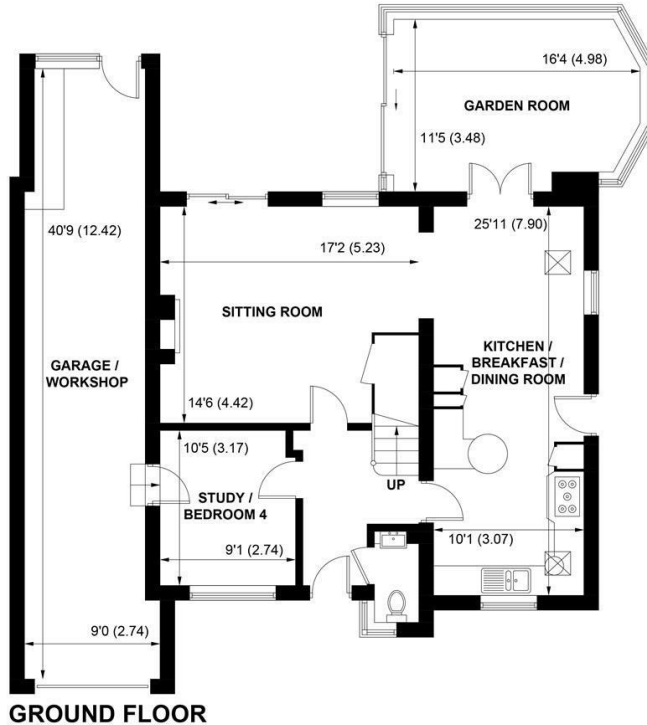 16'4 (4.98)
GARDEN ROOM
11'5 (3.48)
40'9 (12.42)
17'2 (5.23)
25'11 (7.90)
SITTING ROOM
GARAGE /
WORKSHOP
KITCHEN /
BREAKFAST /
DINING ROOM
14'6 (4.42)
10'5 (3.17)
STUDY /
BEDROOM 4
UP
9'1 (2.74)
10'1 (3.07)
9'0 (2.74)
GROUND FLOOR